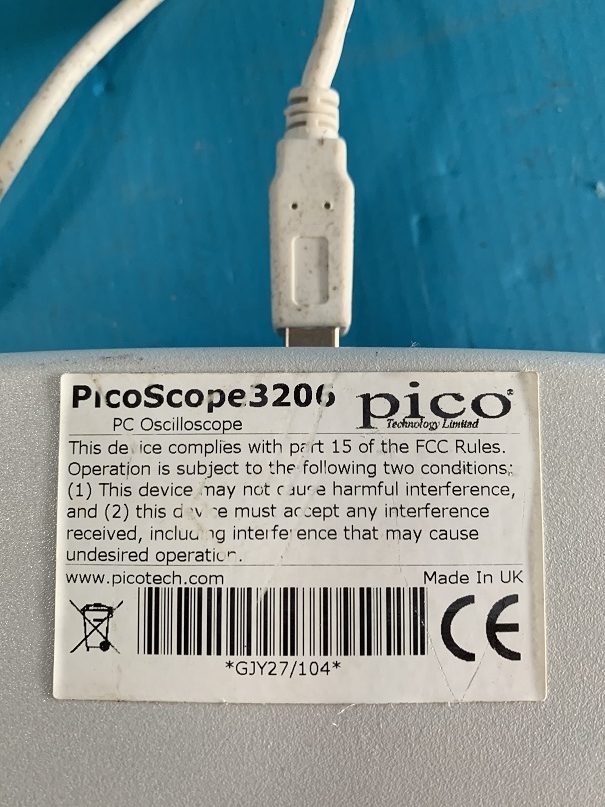 PicoScope3206 pico
Technology Limited
PC Oscilloscope
This device complies with part 15 of the FCC Rules.
Operation is subject to the following two conditions:
(1) This device may not cause harmful interference,
and (2) this device must accept any interference
received, including interference that may cause
undesired operation.
www.picotech.com Made In UK
CE
*GJY27/104*